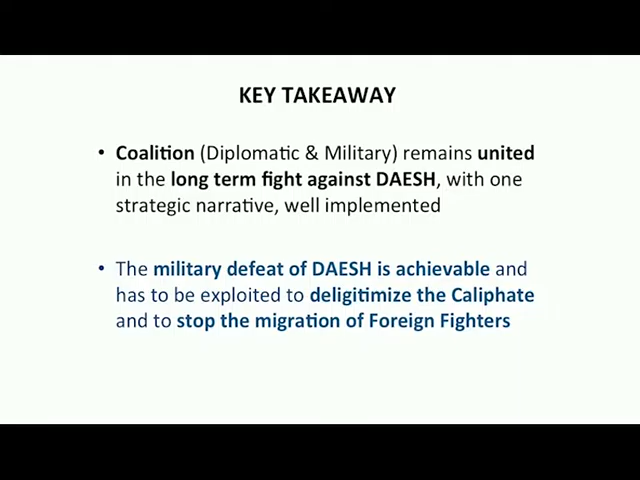 KEY TAKEAWAY
• Coalition (Diplomatic & Military) remains united
in the long term fight against DAESH, with one
strategic narrative, well implemented
• The military defeat of DAESH is achievable and
has to be exploited to deligitimize the Caliphate
and to stop the migration of Foreign Fighters